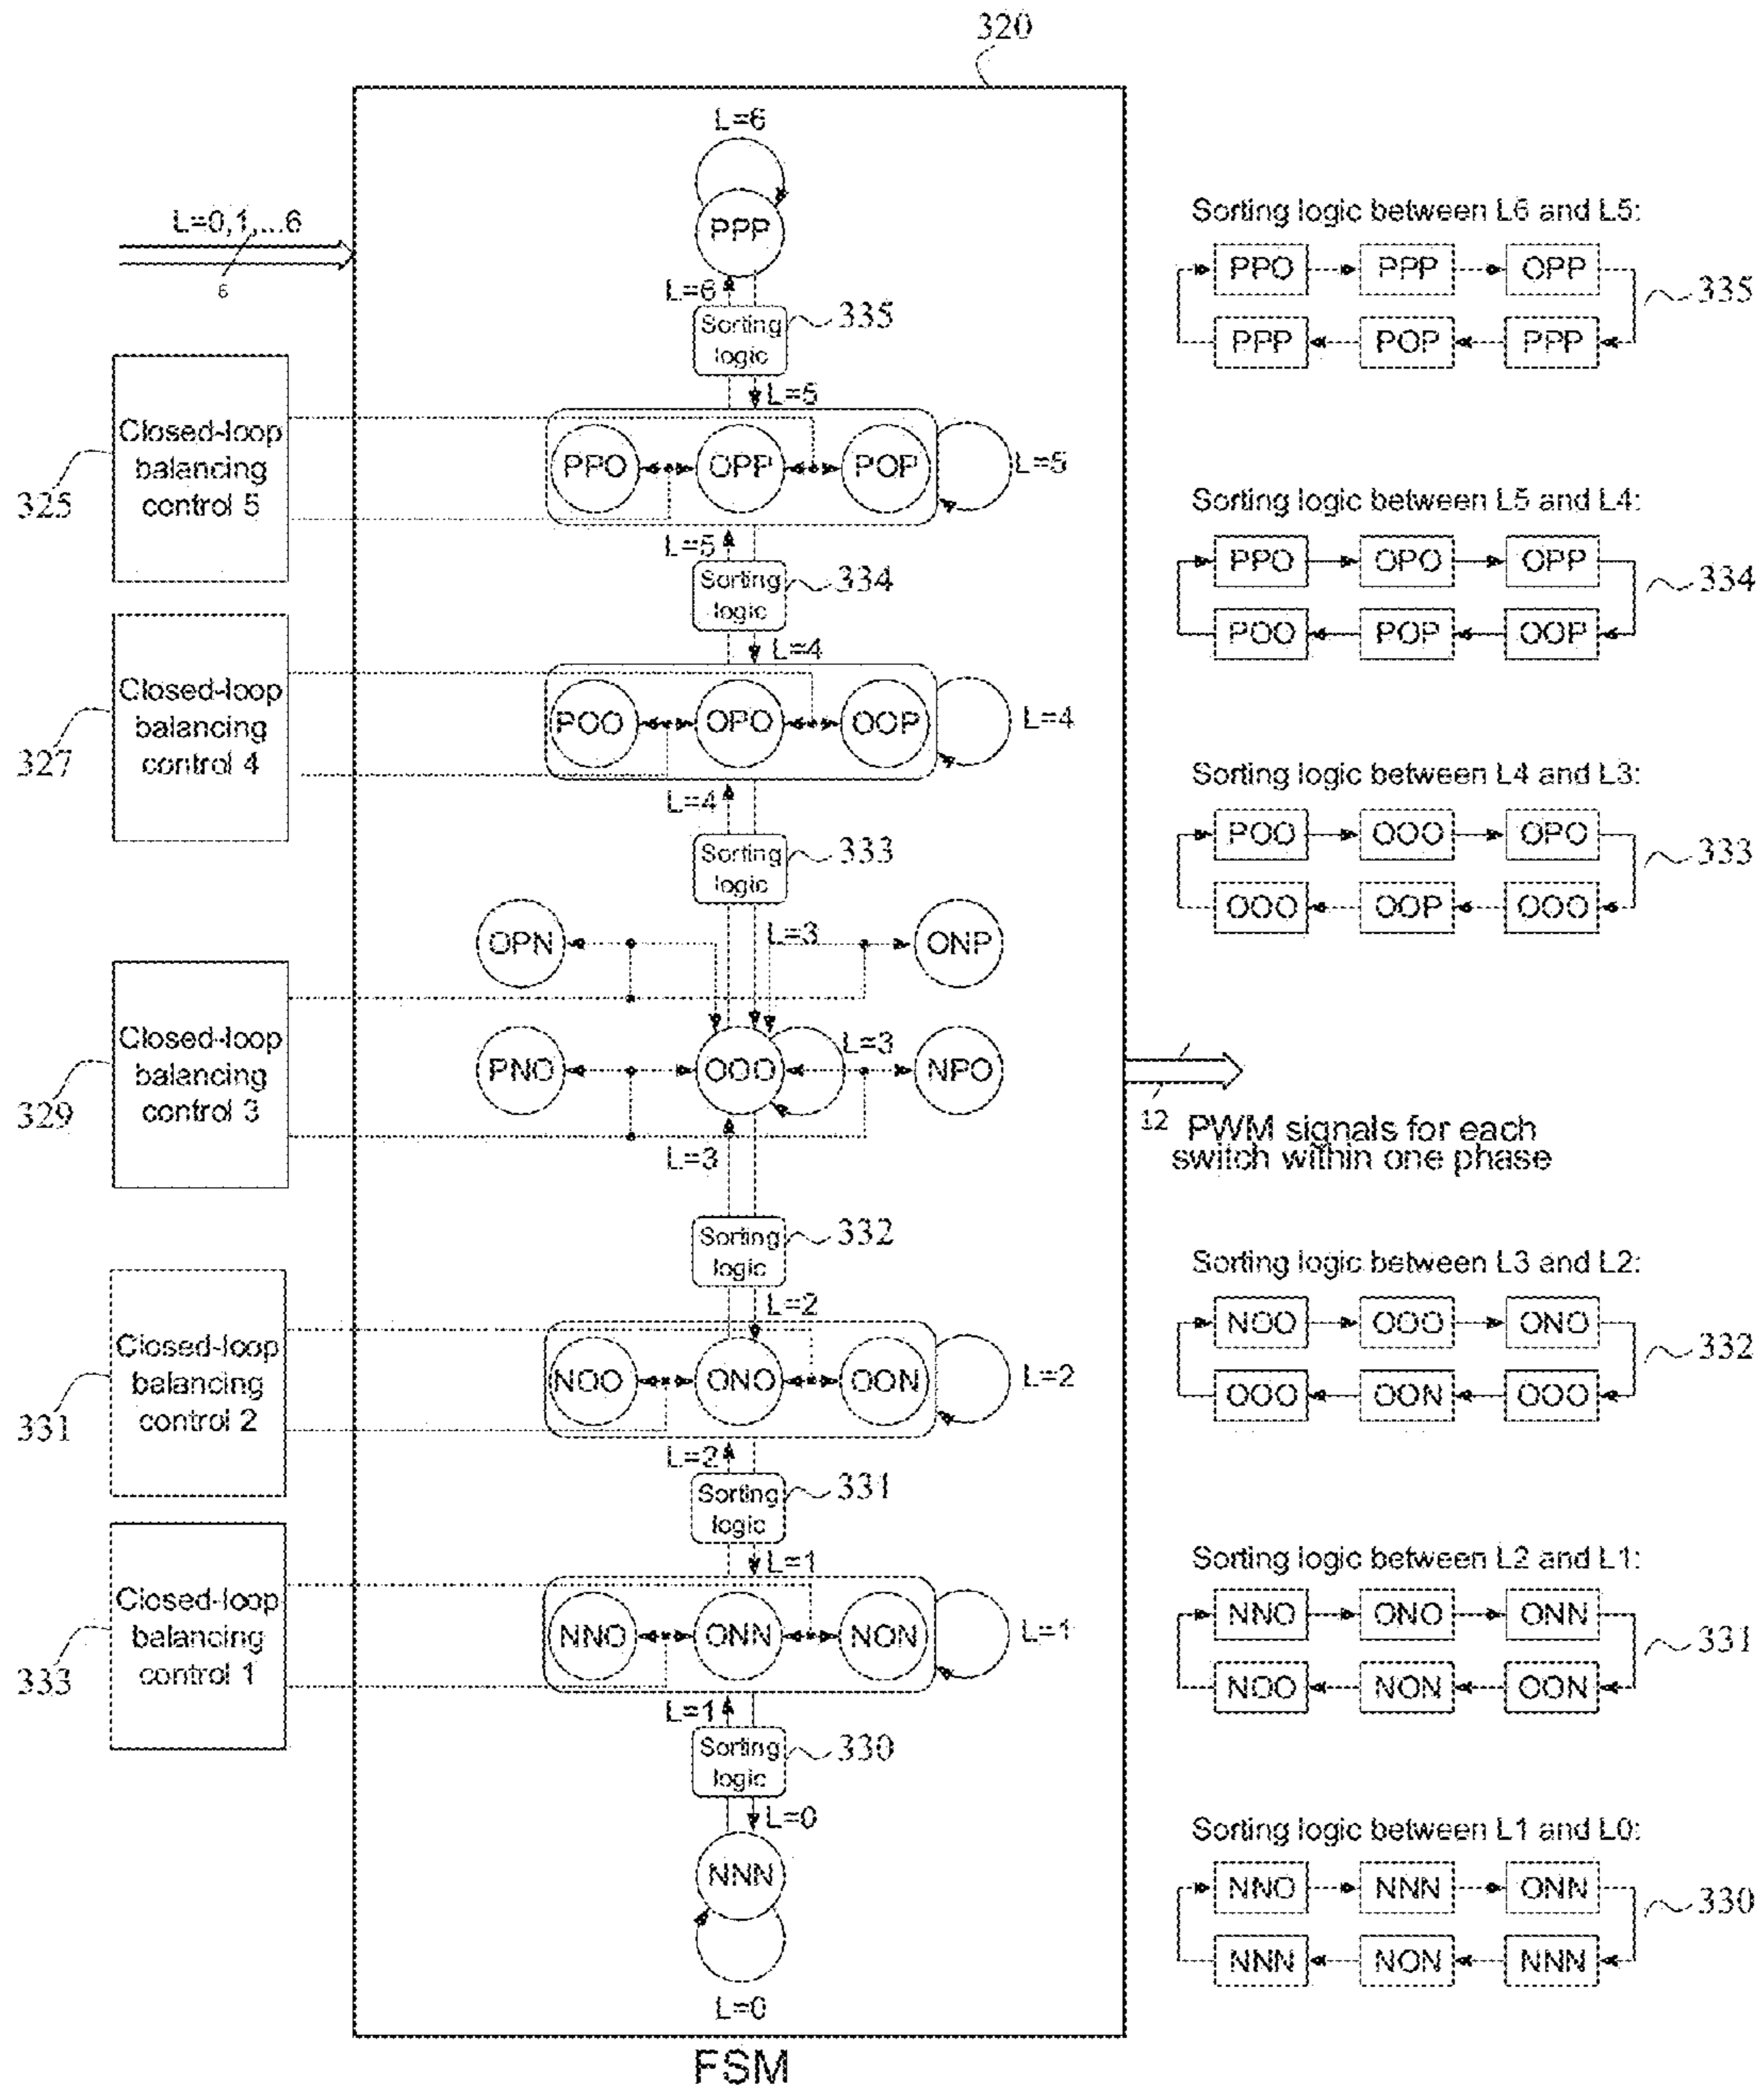 320
L=0,1,...6
6
L=6
PPP
L=6
Sorting
logic
335
L=5
Closed-loop
balancing
control 5
325
PPO
OPP
POP
L=5
L=5
Sorting
logic
334
L=4
Closed-loop
balancing
control 4
327
POO
OPO
OOP
L=4
L=4
Sorting
logic
333
L=3
OPN
ONP
Closed-loop
balancing
control 3
329
PNO
OOO
L=3
NPO
L=3
Sorting
logic
332
L=2
Closed-loop
balancing
control 2
331
NOO
ONO
OON
L=2
L=2
Sorting
logic
331
L=1
Closed-loop
balancing
control 1
333
NNO
ONN
NON
L=1
L=1
Sorting
logic
330
L=0
NNN
L=0
FSM
Sorting logic between L6 and L5:
PPO PPP OPP
335
PPP POP PPP
Sorting logic between L5 and L4:
PPO OPO OPP
334
POO POP OOP
Sorting logic between L4 and L3:
POO OOO OPO
333
OOO OOP OOO
12
PWM signals for each
switch within one phase
Sorting logic between L3 and L2:
NOO OOO ONO
332
OOO OON OOO
Sorting logic between L2 and L1:
NNO ONO ONN
331
NOO NON OON
Sorting logic between L1 and L0:
NNO NNN ONN
330
NNN NON NNN